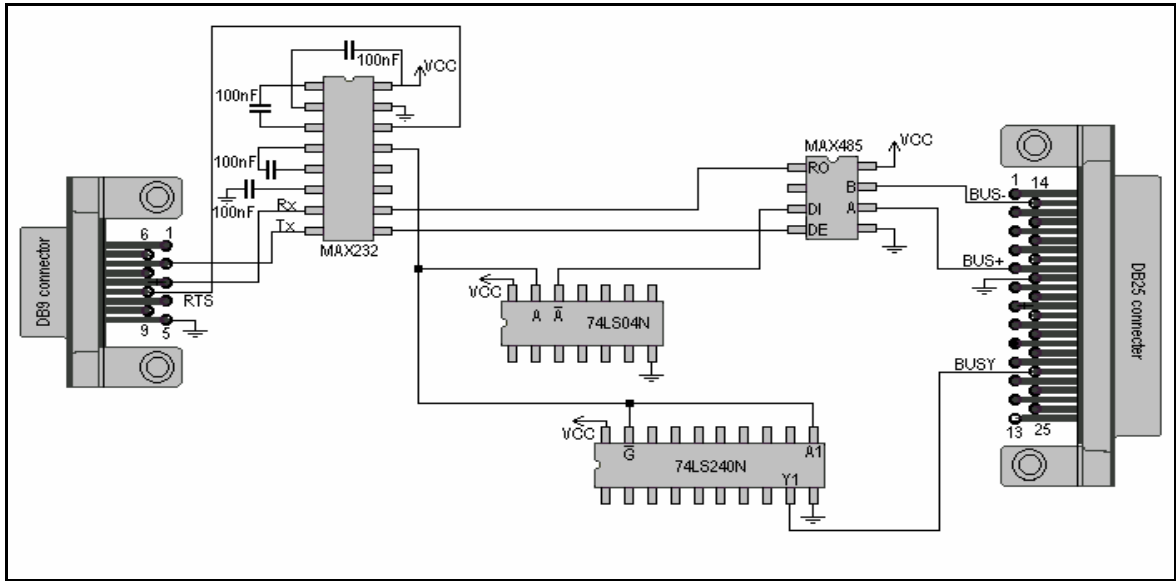 100nF
VCC
100nF
100nF
100nF
Rx
Tx
MAX232
DB9 connector
6 1
RTS
9 5
MAX485
VCC
RO
B
DI
A
DE
BUS-
BUS+
1 14
DB25 connecter
BUSY
13 25
VCC
A A̅
74LS04N
VCC
G̅
A1
74LS240N
Y1